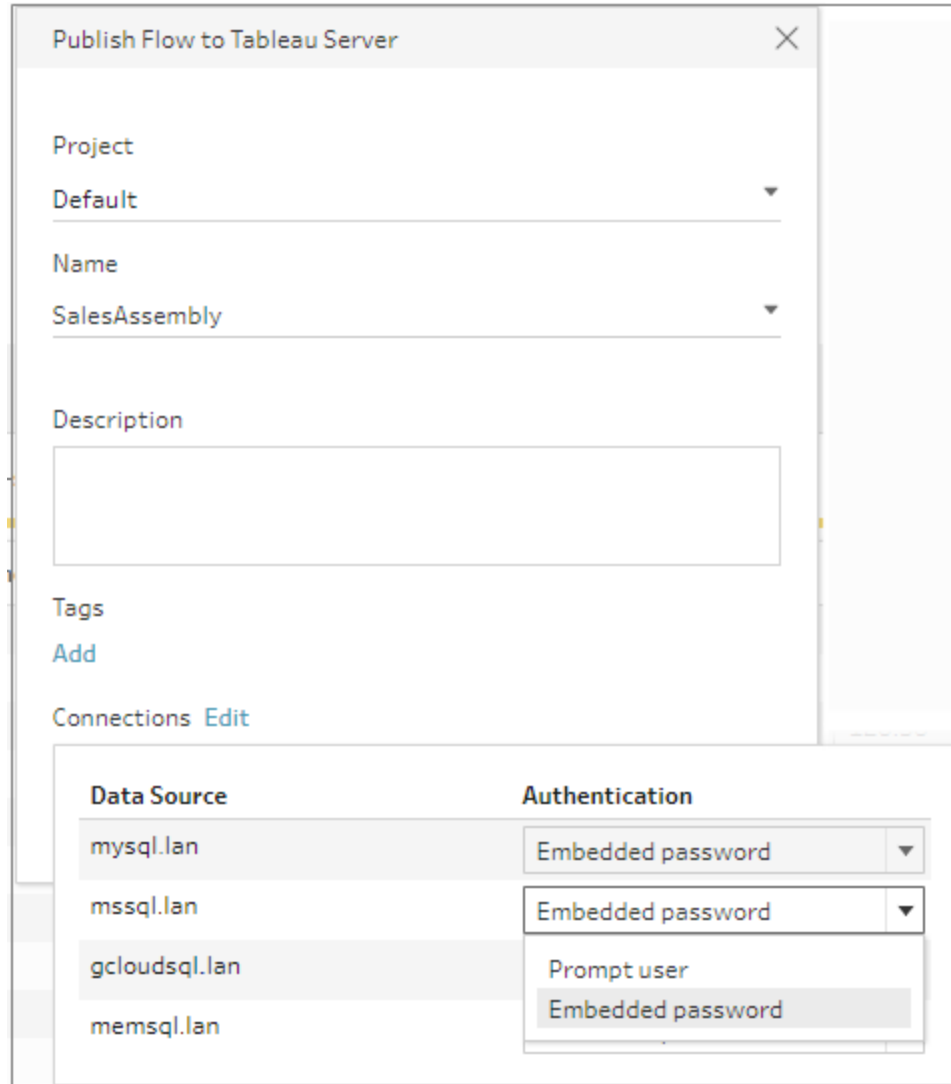 Publish Flow to Tableau Server
Project
Default
Name
SalesAssembly
Description
Tags
Add
Connections Edit
Data Source Authentication
mysql.lan Embedded password
mssql.lan Embedded password
gcloudsql.lan Prompt user
Embedded password
memsql.lan